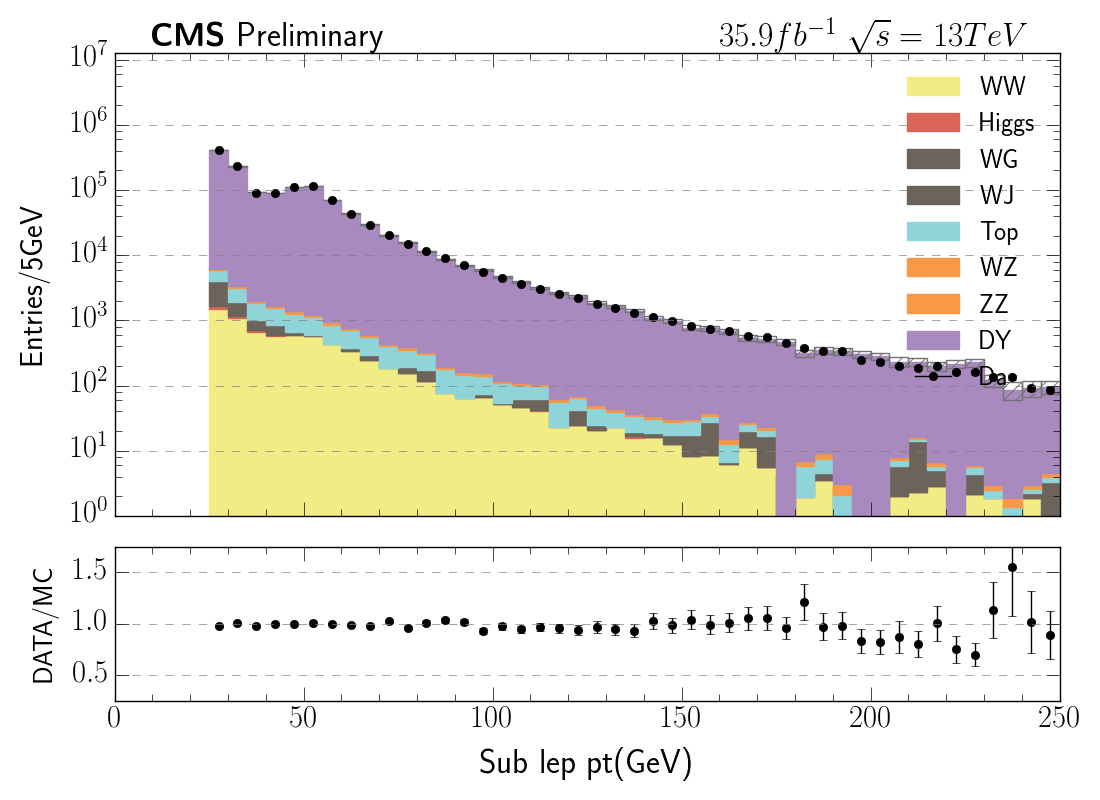 CMS Preliminary 35.9fb⁻¹ √s = 13TeV
10⁷
10⁶
10⁵
10⁴
10³
10²
10¹
10⁰
Entries/5GeV
WW
Higgs
WG
WJ
Top
WZ
ZZ
DY
Da
1.5
1.0
0.5
DATA/MC
0 50 100 150 200 250
Sub lep pt(GeV)